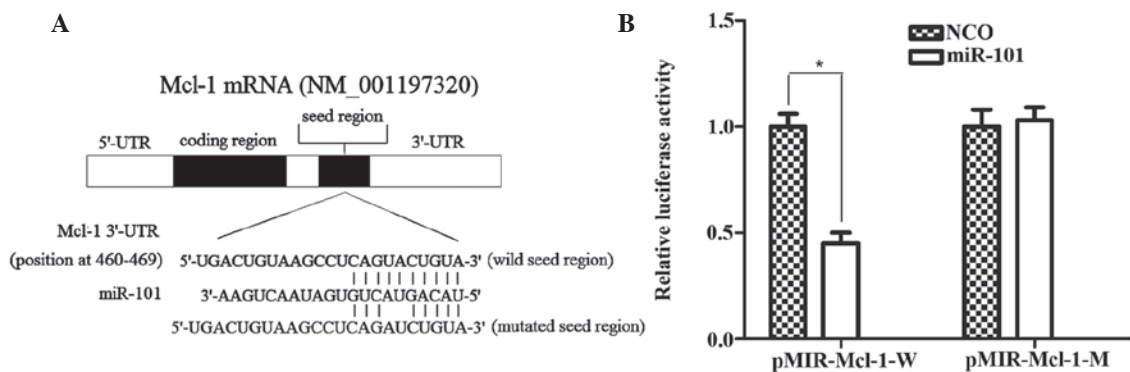 A
Mcl-1 mRNA (NM_001197320)
seed region
5'-UTR
coding region
3'-UTR
Mcl-1 3'-UTR
(position at 460-469)
5'-UGACUGUAAGCCUCAGUACUGUA-3' (wild seed region)
miR-101
3'-AAGUCAAUAGUGUCAUGACAU-5'
5'-UGACUGUAAGCCUCAGAUCUGUA-3' (mutated seed region)
B
NCO
miR-101
*
Relative luciferase activity
1.5
1.0
0.5
0.0
pMIR-Mcl-1-W
pMIR-Mcl-1-M